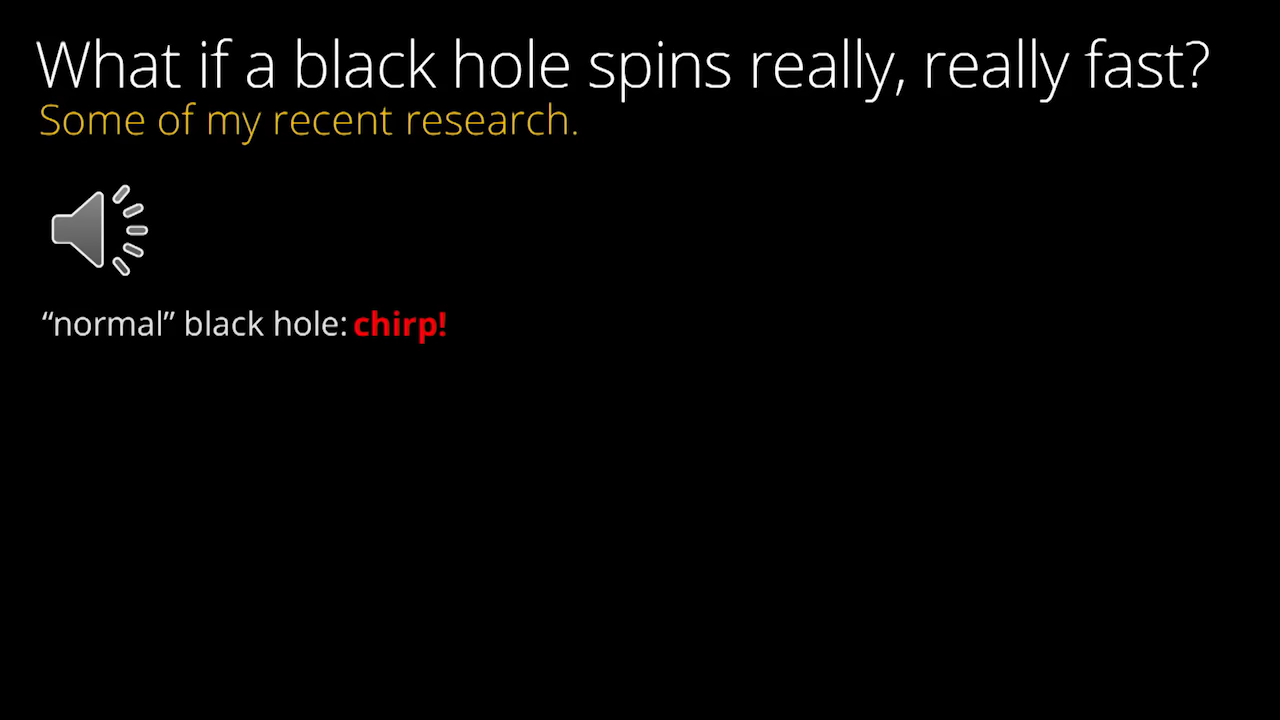 What if a black hole spins really, really fast?
Some of my recent research.
“normal” black hole: chirp!